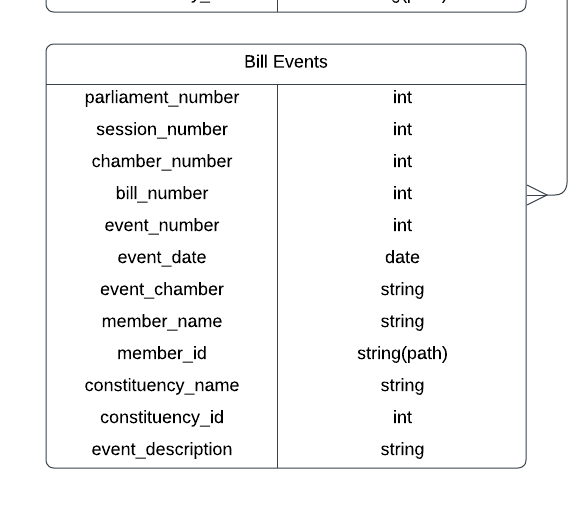 Bill Events
parliament_number int
session_number int
chamber_number int
bill_number int
event_number int
event_date date
event_chamber string
member_name string
member_id string(path)
constituency_name string
constituency_id int
event_description string